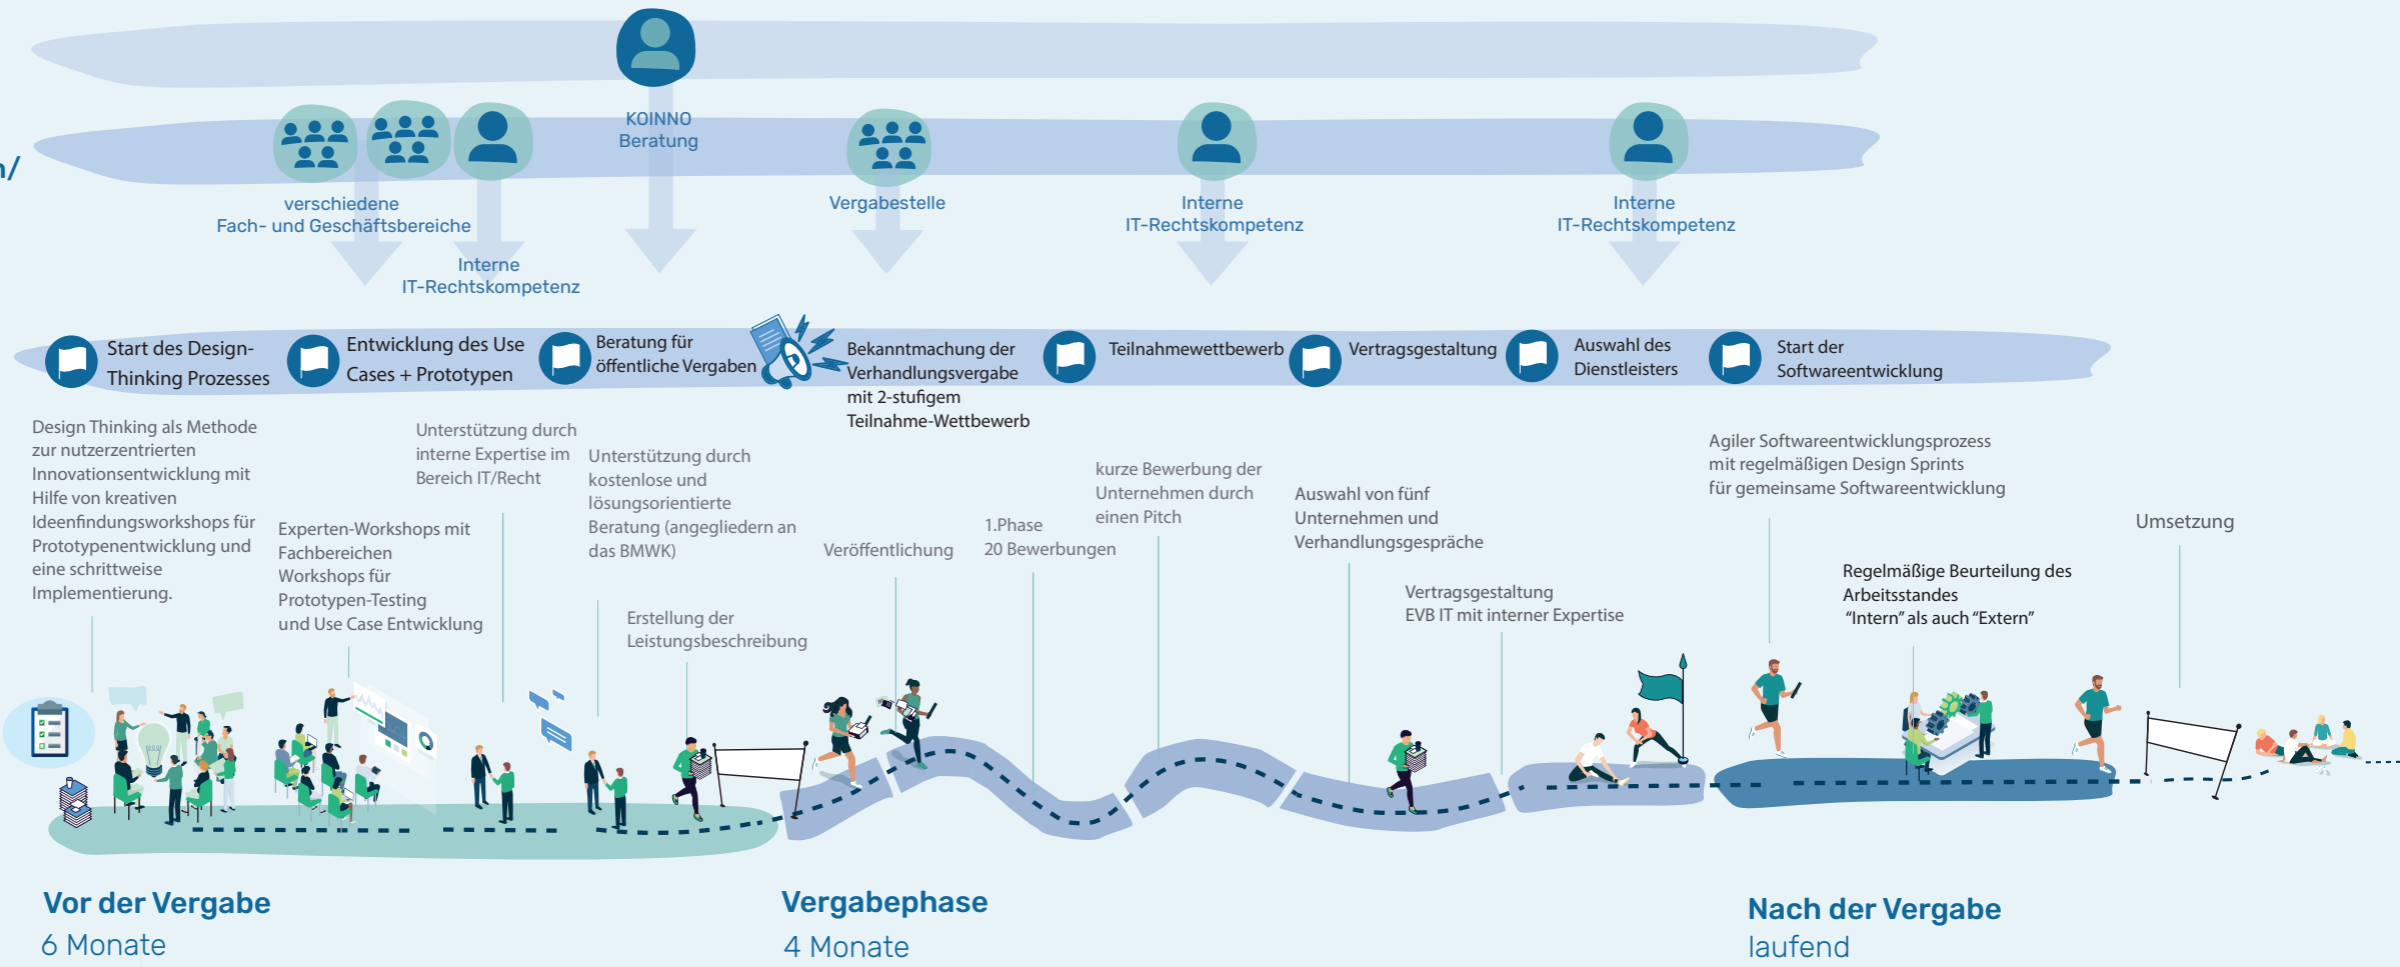 KOINNO
Beratung
n/
verschiedene
Fach- und Geschäftsbereiche
Interne
IT-Rechtskompetenz
Vergabestelle
Interne
IT-Rechtskompetenz
Interne
IT-Rechtskompetenz
Start des Design-
Thinking Prozesses
Entwicklung des Use
Cases + Prototypen
Beratung für
öffentliche Vergaben
Bekanntmachung der
Verhandlungsvergabe
mit 2-stufigem
Teilnahme-Wettbewerb
Teilnahmewettbewerb
Vertragsgestaltung
Auswahl des
Dienstleisters
Start der
Softwareentwicklung
Design Thinking als Methode
zur nutzerzentrierten
Innovationsentwicklung mit
Hilfe von kreativen
Ideenfindungsworkshops für
Prototypenentwicklung und
eine schrittweise
Implementierung.
Experten-Workshops mit
Fachbereichen
Workshops für
Prototypen-Testing
und Use Case Entwicklung
Unterstützung durch
interne Expertise im
Bereich IT/Recht
Unterstützung durch
kostenlose und
lösungsorientierte
Beratung (angegliedern an
das BMWK)
Erstellung der
Leistungsbeschreibung
Veröffentlichung
1.Phase
20 Bewerbungen
kurze Bewerbung der
Unternehmen durch
einen Pitch
Auswahl von fünf
Unternehmen und
Verhandlungsgespräche
Vertragsgestaltung
EVB IT mit interner Expertise
Agiler Softwareentwicklungsprozess
mit regelmäßigen Design Sprints
für gemeinsame Softwareentwicklung
Regelmäßige Beurteilung des
Arbeitsstandes
"Intern" als auch "Extern"
Umsetzung
Vor der Vergabe
6 Monate
Vergabephase
4 Monate
Nach der Vergabe
laufend